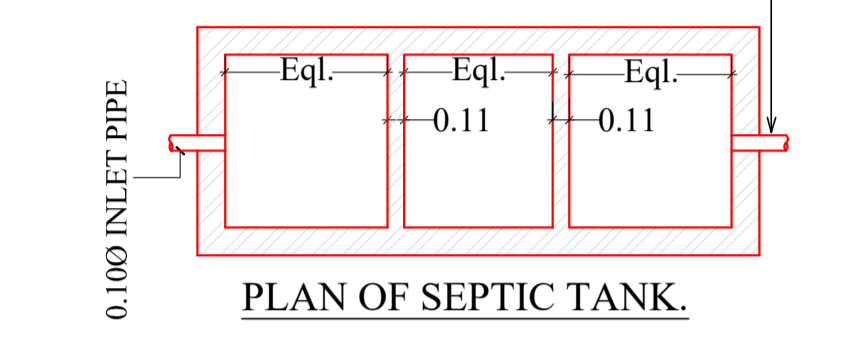 Eql. Eql. Eql.
0.11 0.11
0.10Ø INLET PIPE
PLAN OF SEPTIC TANK.